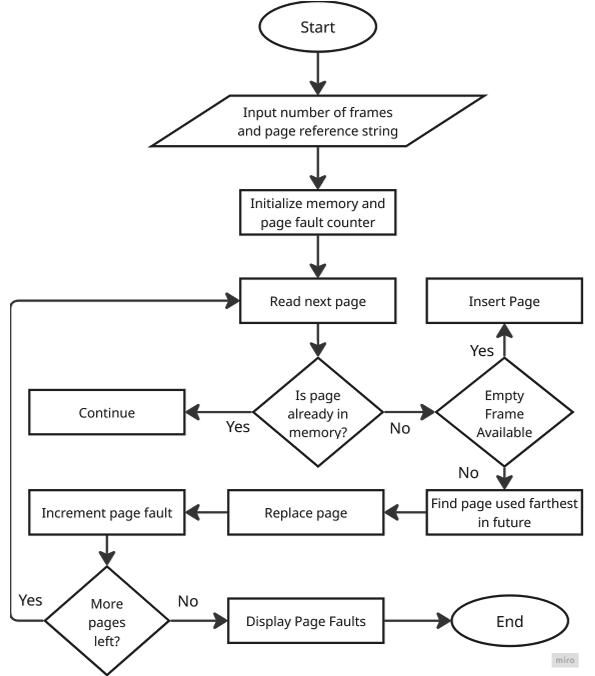 Start
Input number of frames
and page reference string
Initialize memory and
page fault counter
Read next page
Insert Page
Yes
Is page
already in
memory?
Empty
Frame
Available
Continue
Yes
No
No
Increment page fault
Replace page
Find page used farthest
in future
Yes
More
pages
left?
No
Display Page Faults
End
miro